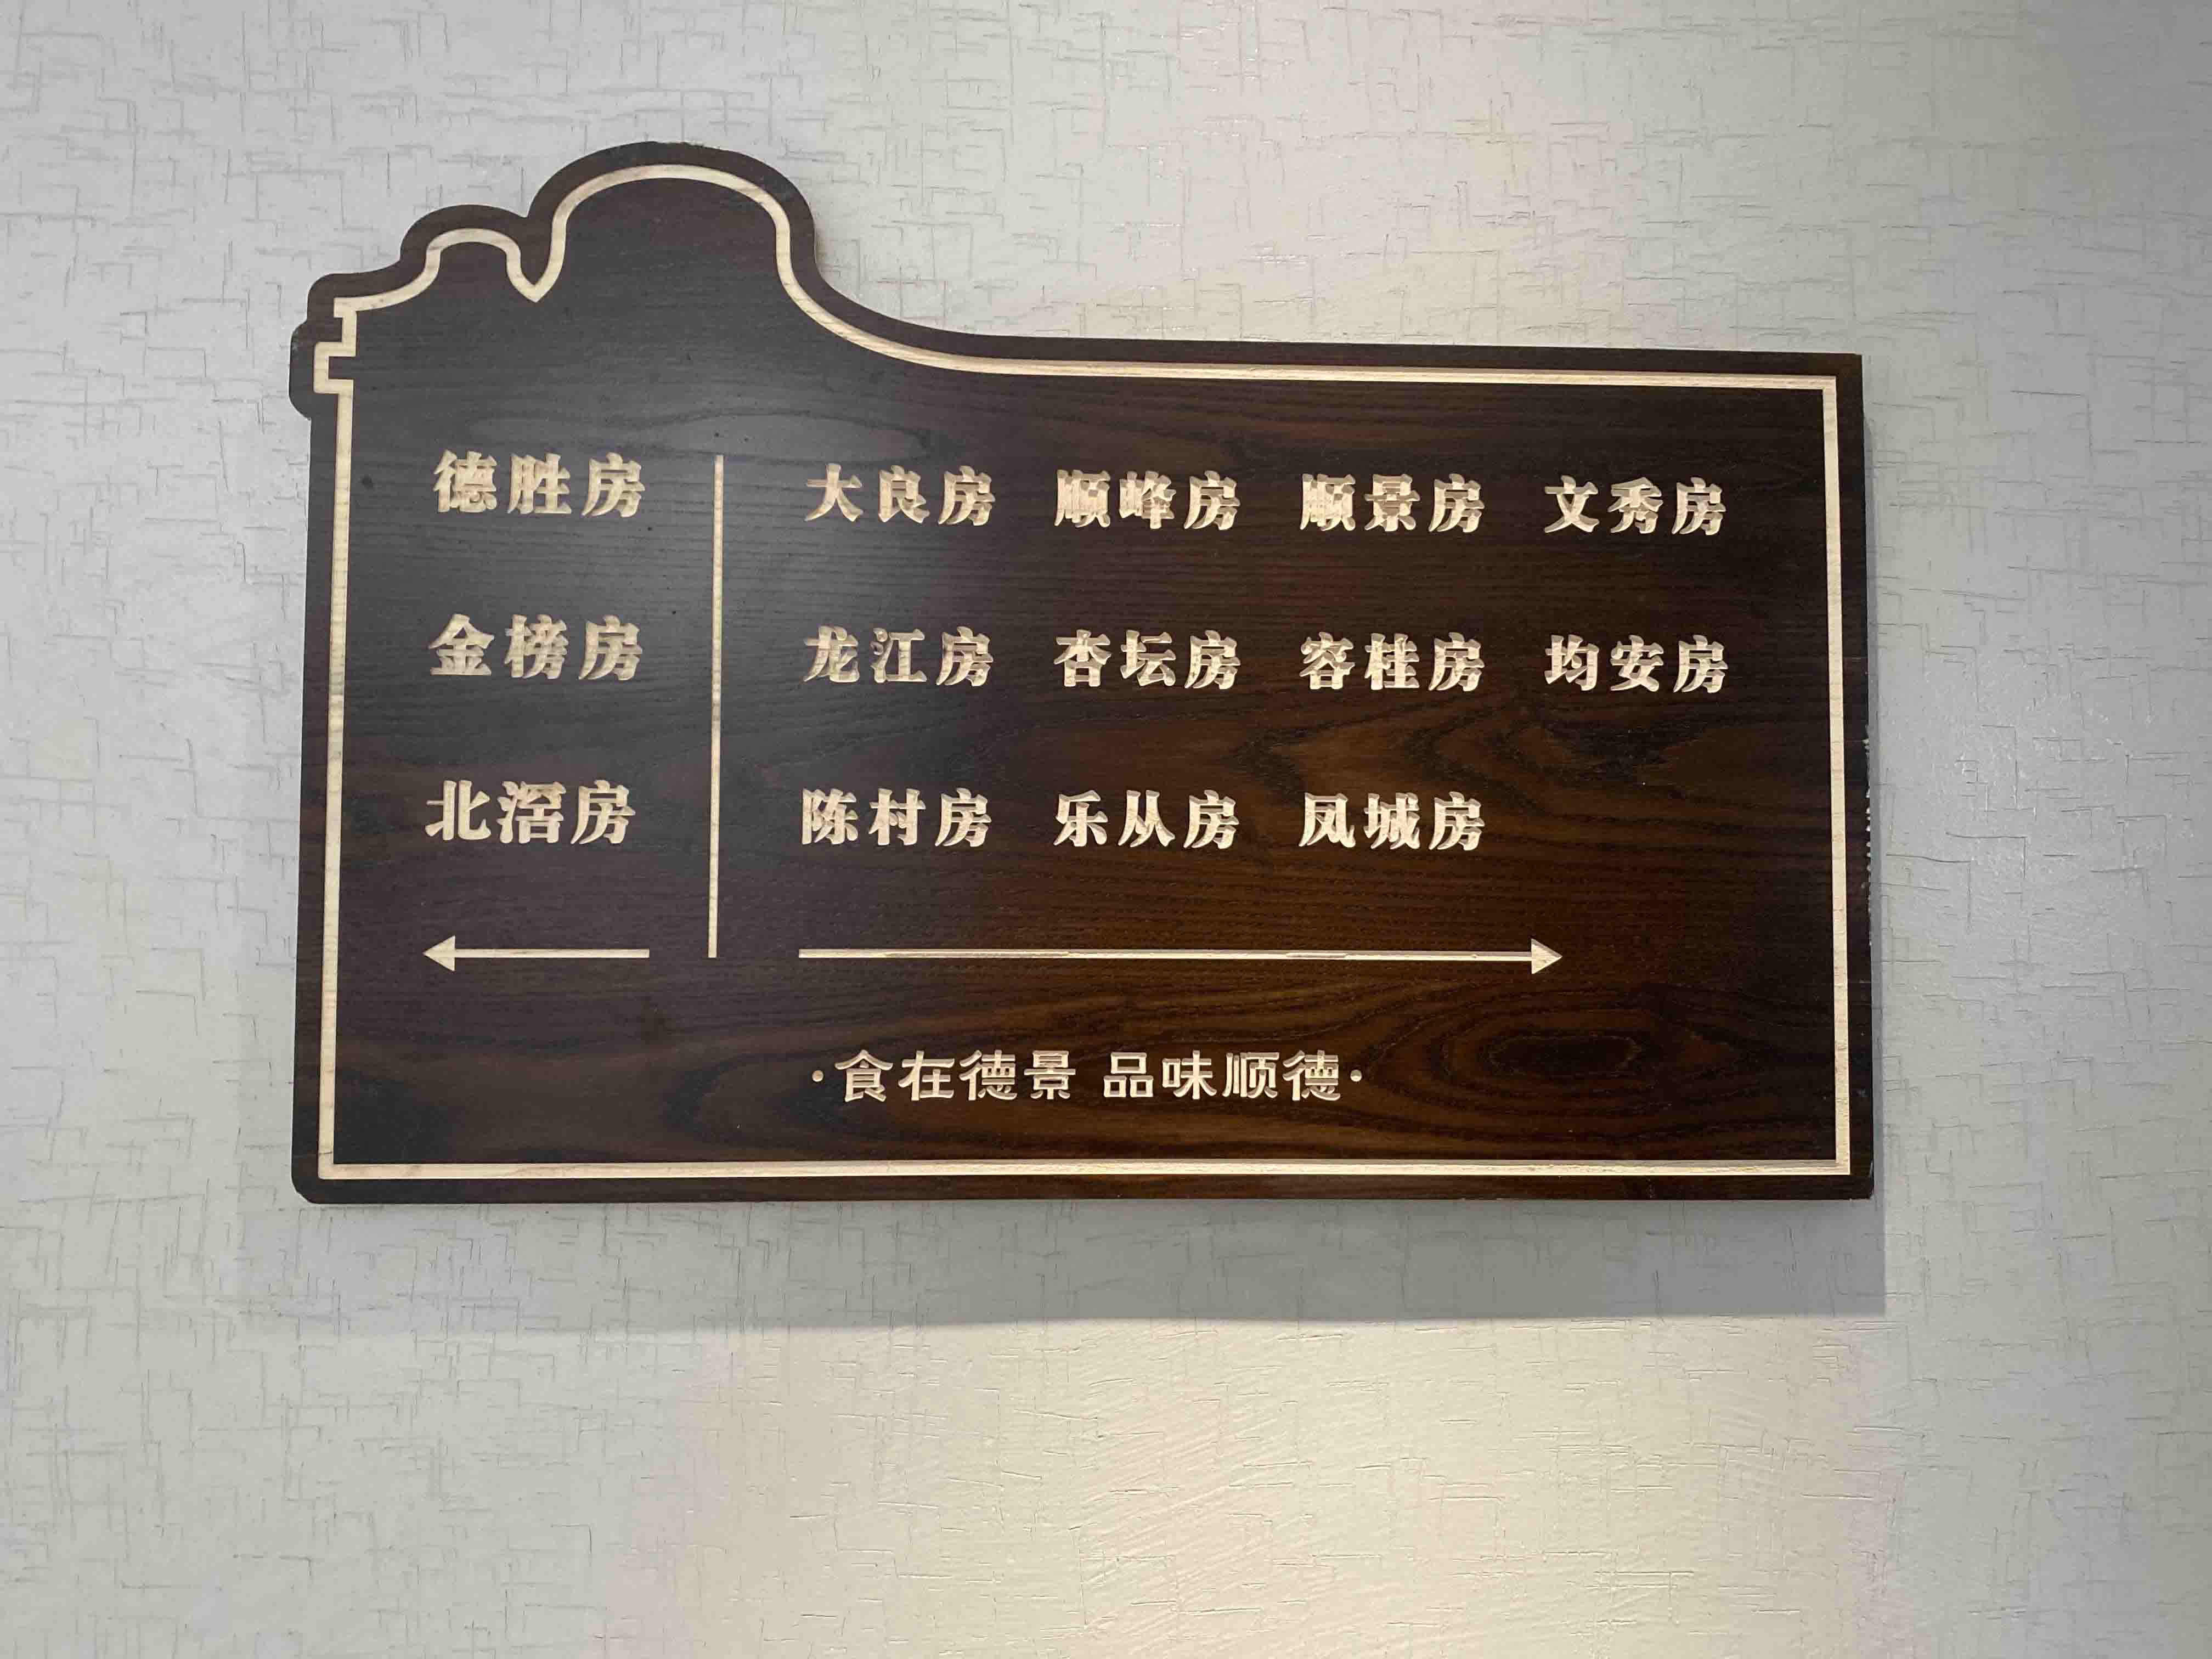 德胜房 大良房 顺峰房 顺景房 文秀房
金榜房 龙江房 杏坛房 容桂房 均安房
北滘房 陈村房 乐从房 凤城房
·食在德景 品味顺德·